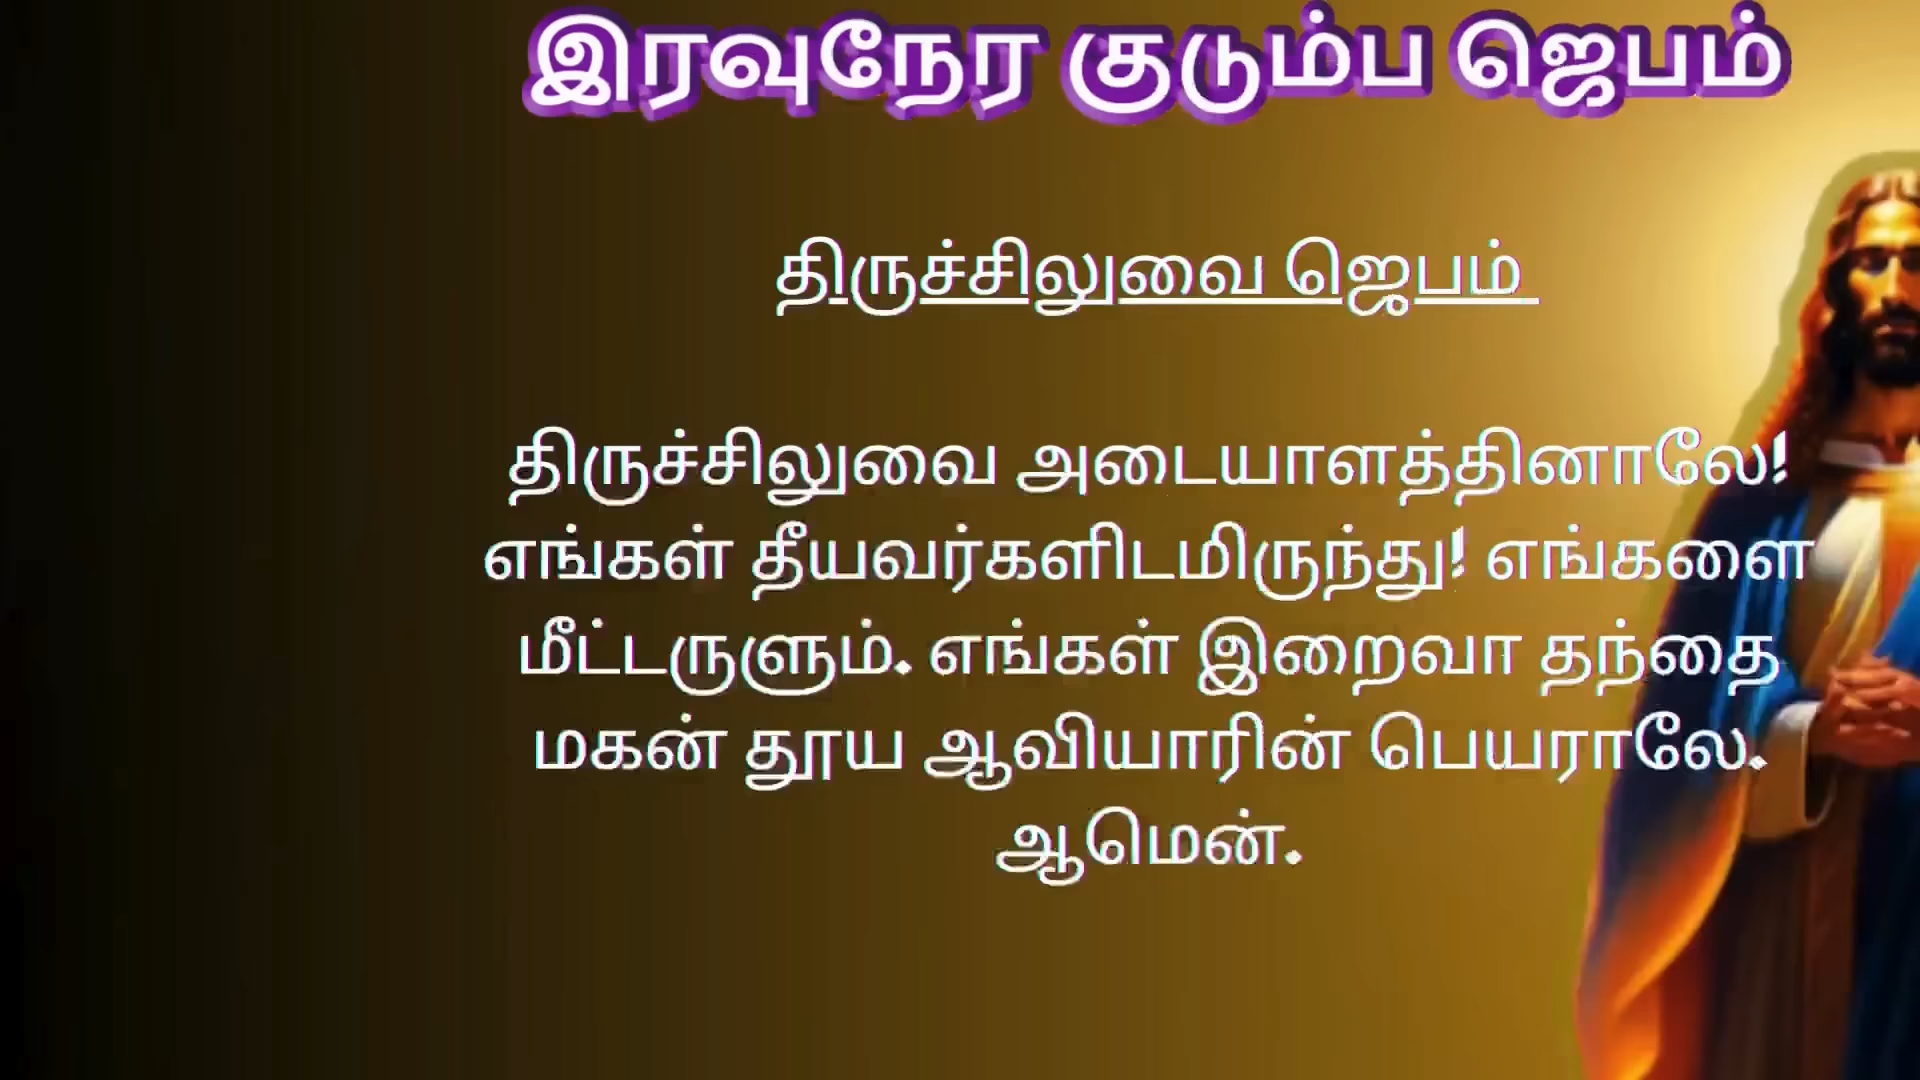 இரவுநேர குடும்ப ஜெபம்
திருச்சிலுவை ஜெபம்
திருச்சிலுவை அடையாளத்தினாலே!
எங்கள் தீயவர்களிடமிருந்து! எங்களை
மீட்டருளும். எங்கள் இறைவா தந்தை
மகன் தூய ஆவியாரின் பெயராலே.
ஆமென்.